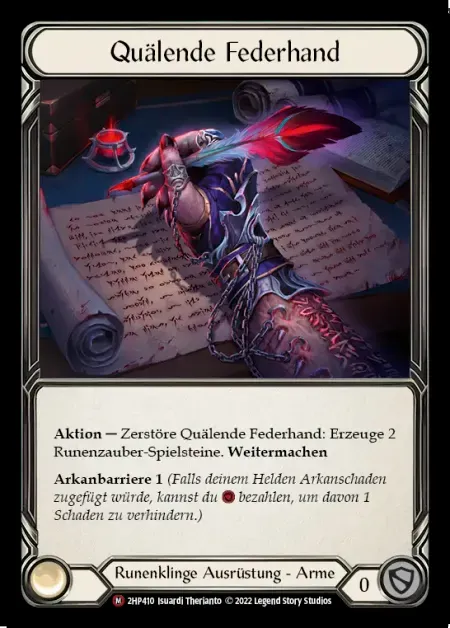 Quälende Federhand
Aktion — Zerstöre Quälende Federhand: Erzeuge 2
Runenzauber-Spielsteine. Weitermachen
Arkanbarriere 1 (Falls deinem Helden Arkanschaden
zugefügt würde, kannst du bezahlen, um davon 1
Schaden zu verhindern.)
Runenklinge Ausrüstung - Arme
0
M 2HP410 Isuardi Therianto © 2022 Legend Story Studios